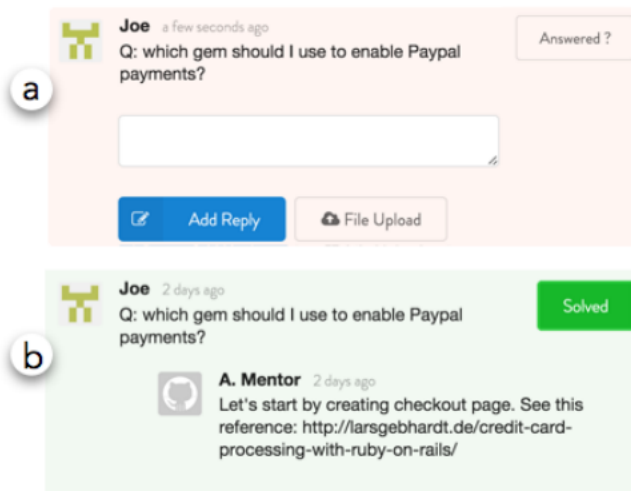 Joe a few seconds ago
Answered ?
Q: which gem should I use to enable Paypal
payments?
a
Add Reply
File Upload
Joe 2 days ago
Solved
Q: which gem should I use to enable Paypal
payments?
b
A. Mentor 2 days ago
Let's start by creating checkout page. See this
reference: http://larsgebhardt.de/credit-card-
processing-with-ruby-on-rails/